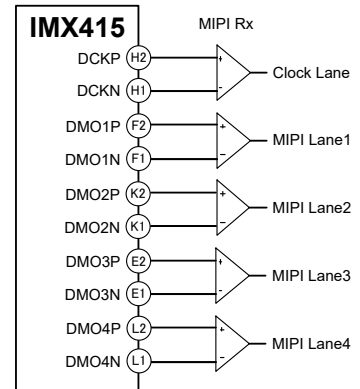 IMX415
MIPI Rx
DCKP H2 + Clock Lane
DCKN H1 -
DMO1P F2 + MIPI Lane1
DMO1N F1 -
DMO2P K2 + MIPI Lane2
DMO2N K1 -
DMO3P E2 + MIPI Lane3
DMO3N E1 -
DMO4P L2 + MIPI Lane4
DMO4N L1 -